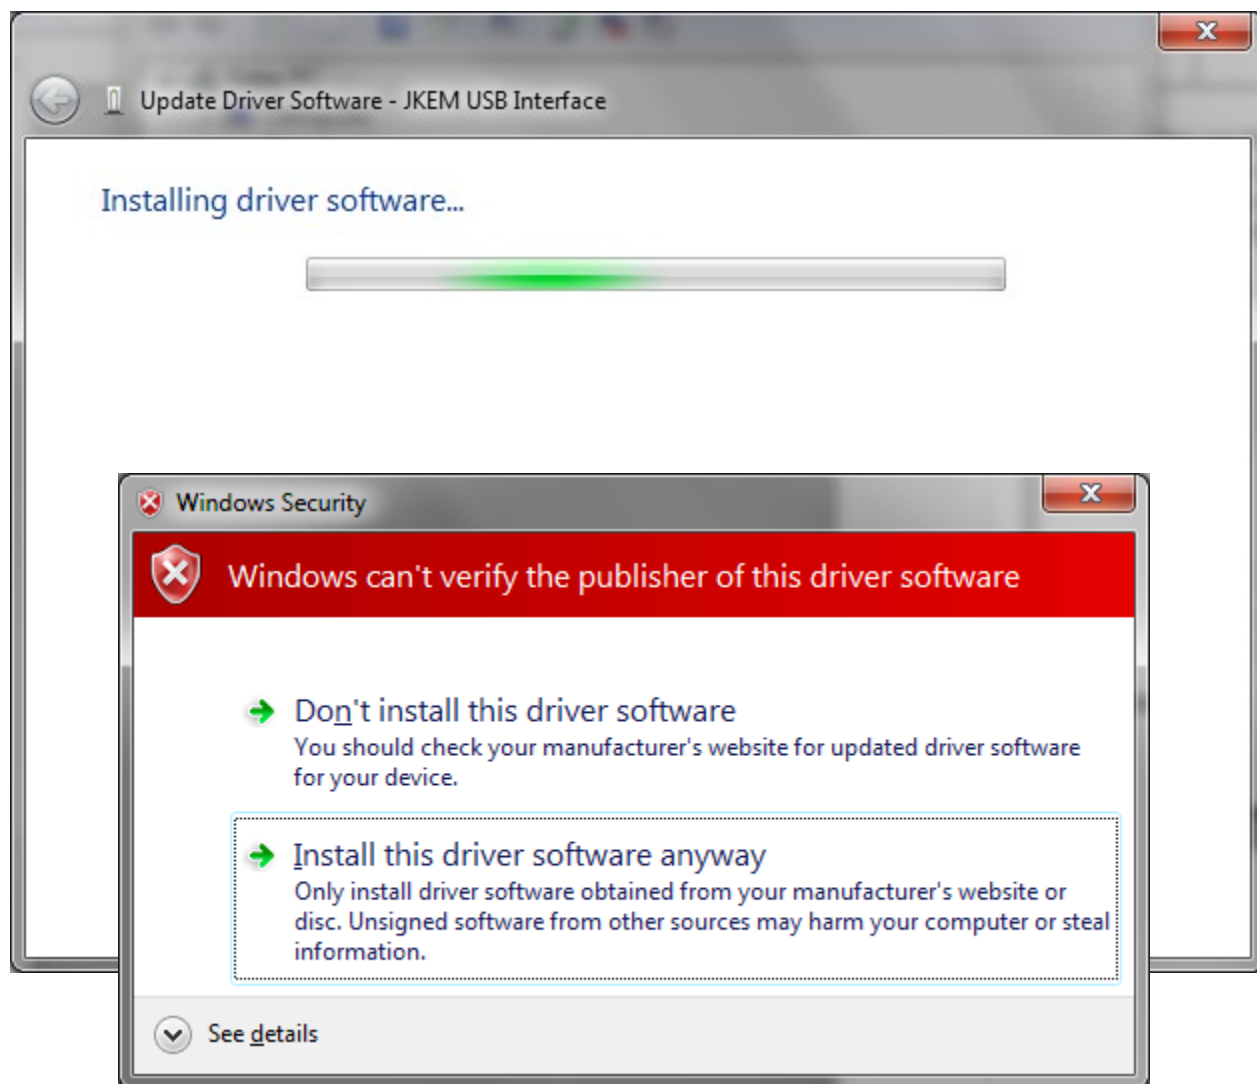 Update Driver Software - JKEM USB Interface
Installing driver software...
Windows Security
Windows can't verify the publisher of this driver software
Don't install this driver software
You should check your manufacturer's website for updated driver software
for your device.
Install this driver software anyway
Only install driver software obtained from your manufacturer's website or
disc. Unsigned software from other sources may harm your computer or steal
information.
See details